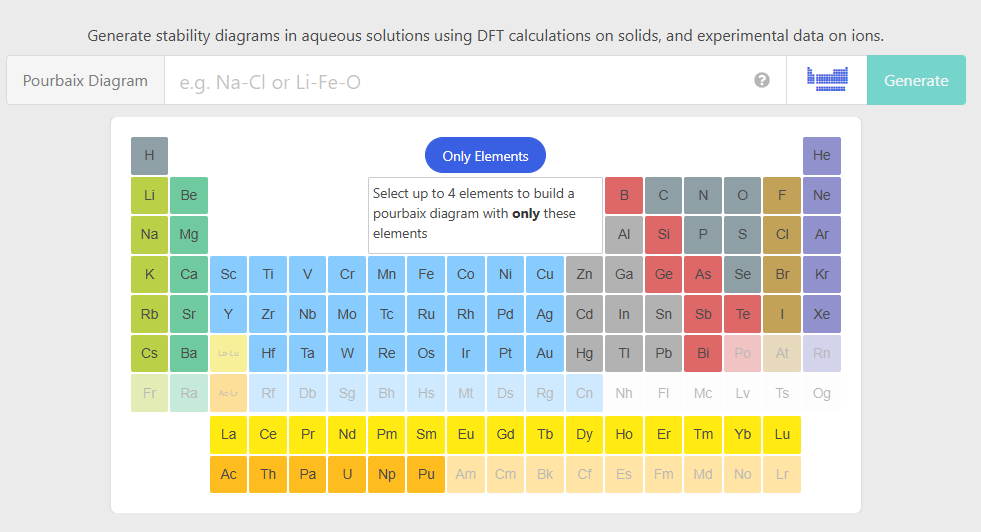 Generate stability diagrams in aqueous solutions using DFT calculations on solids, and experimental data on ions.
Pourbaix Diagram e.g. Na-Cl or Li-Fe-O ? Generate
H Only Elements He
Select up to 4 elements to build a
pourbaix diagram with only these
elements
Li Be B C N O F Ne
Na Mg Al Si P S Cl Ar
K Ca Sc Ti V Cr Mn Fe Co Ni Cu Zn Ga Ge As Se Br Kr
Rb Sr Y Zr Nb Mo Tc Ru Rh Pd Ag Cd In Sn Sb Te I Xe
Cs Ba La-Lu Hf Ta W Re Os Ir Pt Au Hg Tl Pb Bi Po At Rn
Fr Ra Ac-Lr Rf Db Sg Bh Hs Mt Ds Rg Cn Nh Fl Mc Lv Ts Og
La Ce Pr Nd Pm Sm Eu Gd Tb Dy Ho Er Tm Yb Lu
Ac Th Pa U Np Pu Am Cm Bk Cf Es Fm Md No Lr